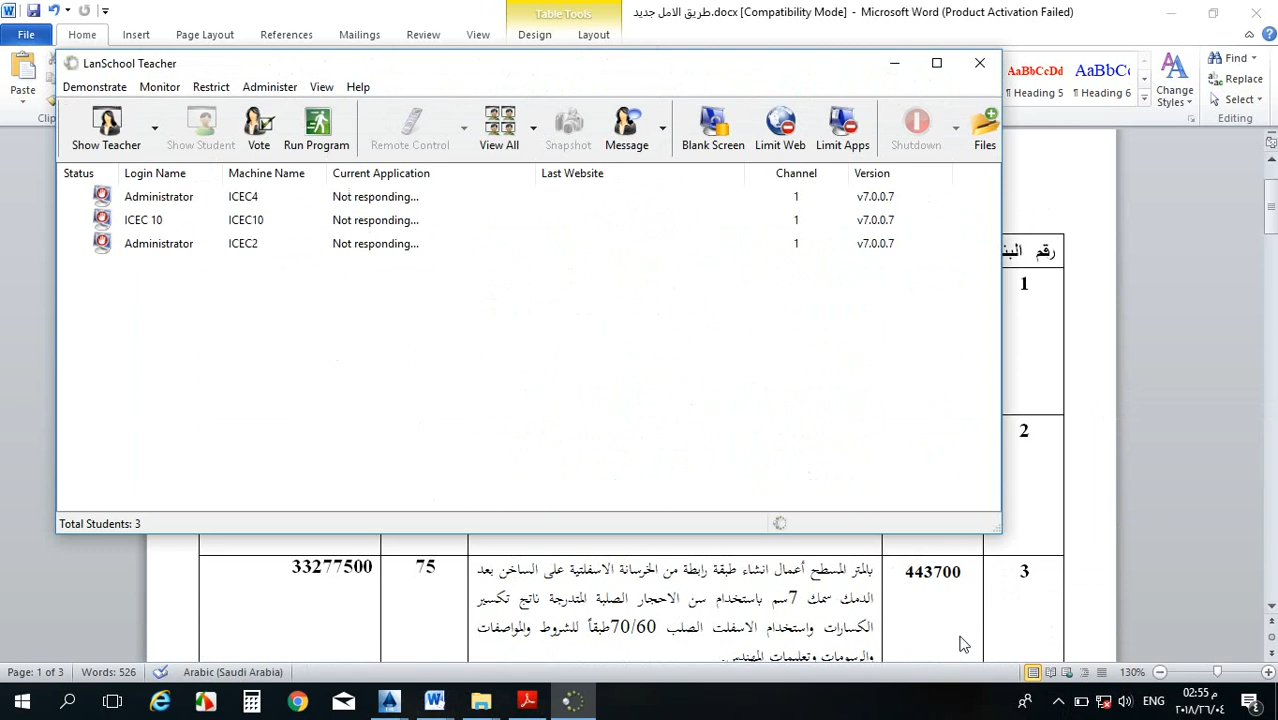 طريق الامل جديد.docx [Compatibility Mode] – Microsoft Word (Product Activation Failed)
Table Tools
File Home Insert Page Layout References Mailings Review View Design Layout
Paste
AaBbCcDd AaBbCc
¶ Heading 5 ¶ Heading 6
Change Styles
Find
Replace
Select
Editing
LanSchool Teacher
Demonstrate Monitor Restrict Administer View Help
Show Teacher Show Student Vote Run Program Remote Control View All Snapshot Message Blank Screen Limit Web Limit Apps Shutdown Files
Status Login Name Machine Name Current Application Last Website Channel Version
Administrator ICEC4 Not responding... 1 v7.0.0.7
ICEC 10 ICEC10 Not responding... 1 v7.0.0.7
Administrator ICEC2 Not responding... 1 v7.0.0.7
Total Students: 3
رقم
1
2
3
443700
بالمتر المسطح أعمال انشاء طبقة رابطة من الخرسانة الاسفلتية على الساخن بعد
الدمك سمك 7سم باستخدام سن الاحجار الصلبة المتدرجة ناتج تكسير
الكسارات واستخدام الاسفلت الصلب 70/60طبقاً للشروط والمواصفات
والرسومات وتعليمات المهندس.
75
33277500
Page: 1 of 3 Words: 526 Arabic (Saudi Arabia) 130%
ENG
02:55 م
٢٠١٨/٢٦/٠٤